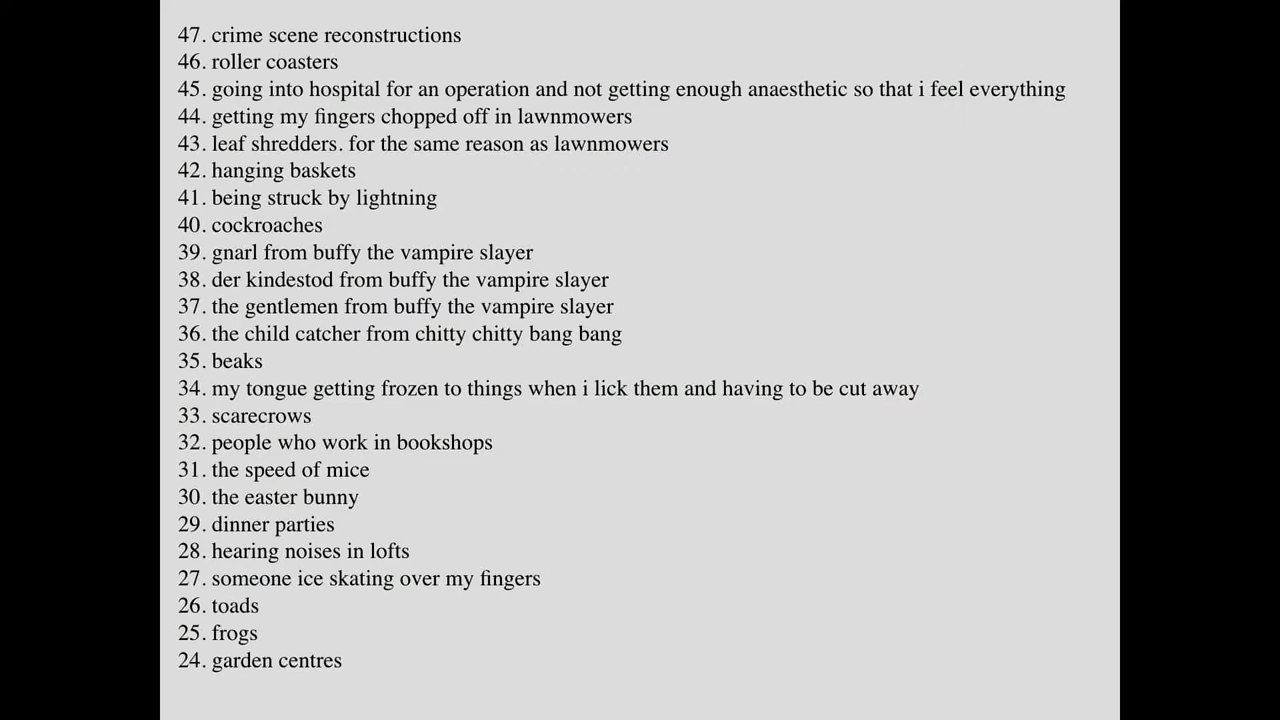 47. crime scene reconstructions
46. roller coasters
45. going into hospital for an operation and not getting enough anaesthetic so that i feel everything
44. getting my fingers chopped off in lawnmowers
43. leaf shredders. for the same reason as lawnmowers
42. hanging baskets
41. being struck by lightning
40. cockroaches
39. gnarl from buffy the vampire slayer
38. der kindestod from buffy the vampire slayer
37. the gentlemen from buffy the vampire slayer
36. the child catcher from chitty chitty bang bang
35. beaks
34. my tongue getting frozen to things when i lick them and having to be cut away
33. scarecrows
32. people who work in bookshops
31. the speed of mice
30. the easter bunny
29. dinner parties
28. hearing noises in lofts
27. someone ice skating over my fingers
26. toads
25. frogs
24. garden centres